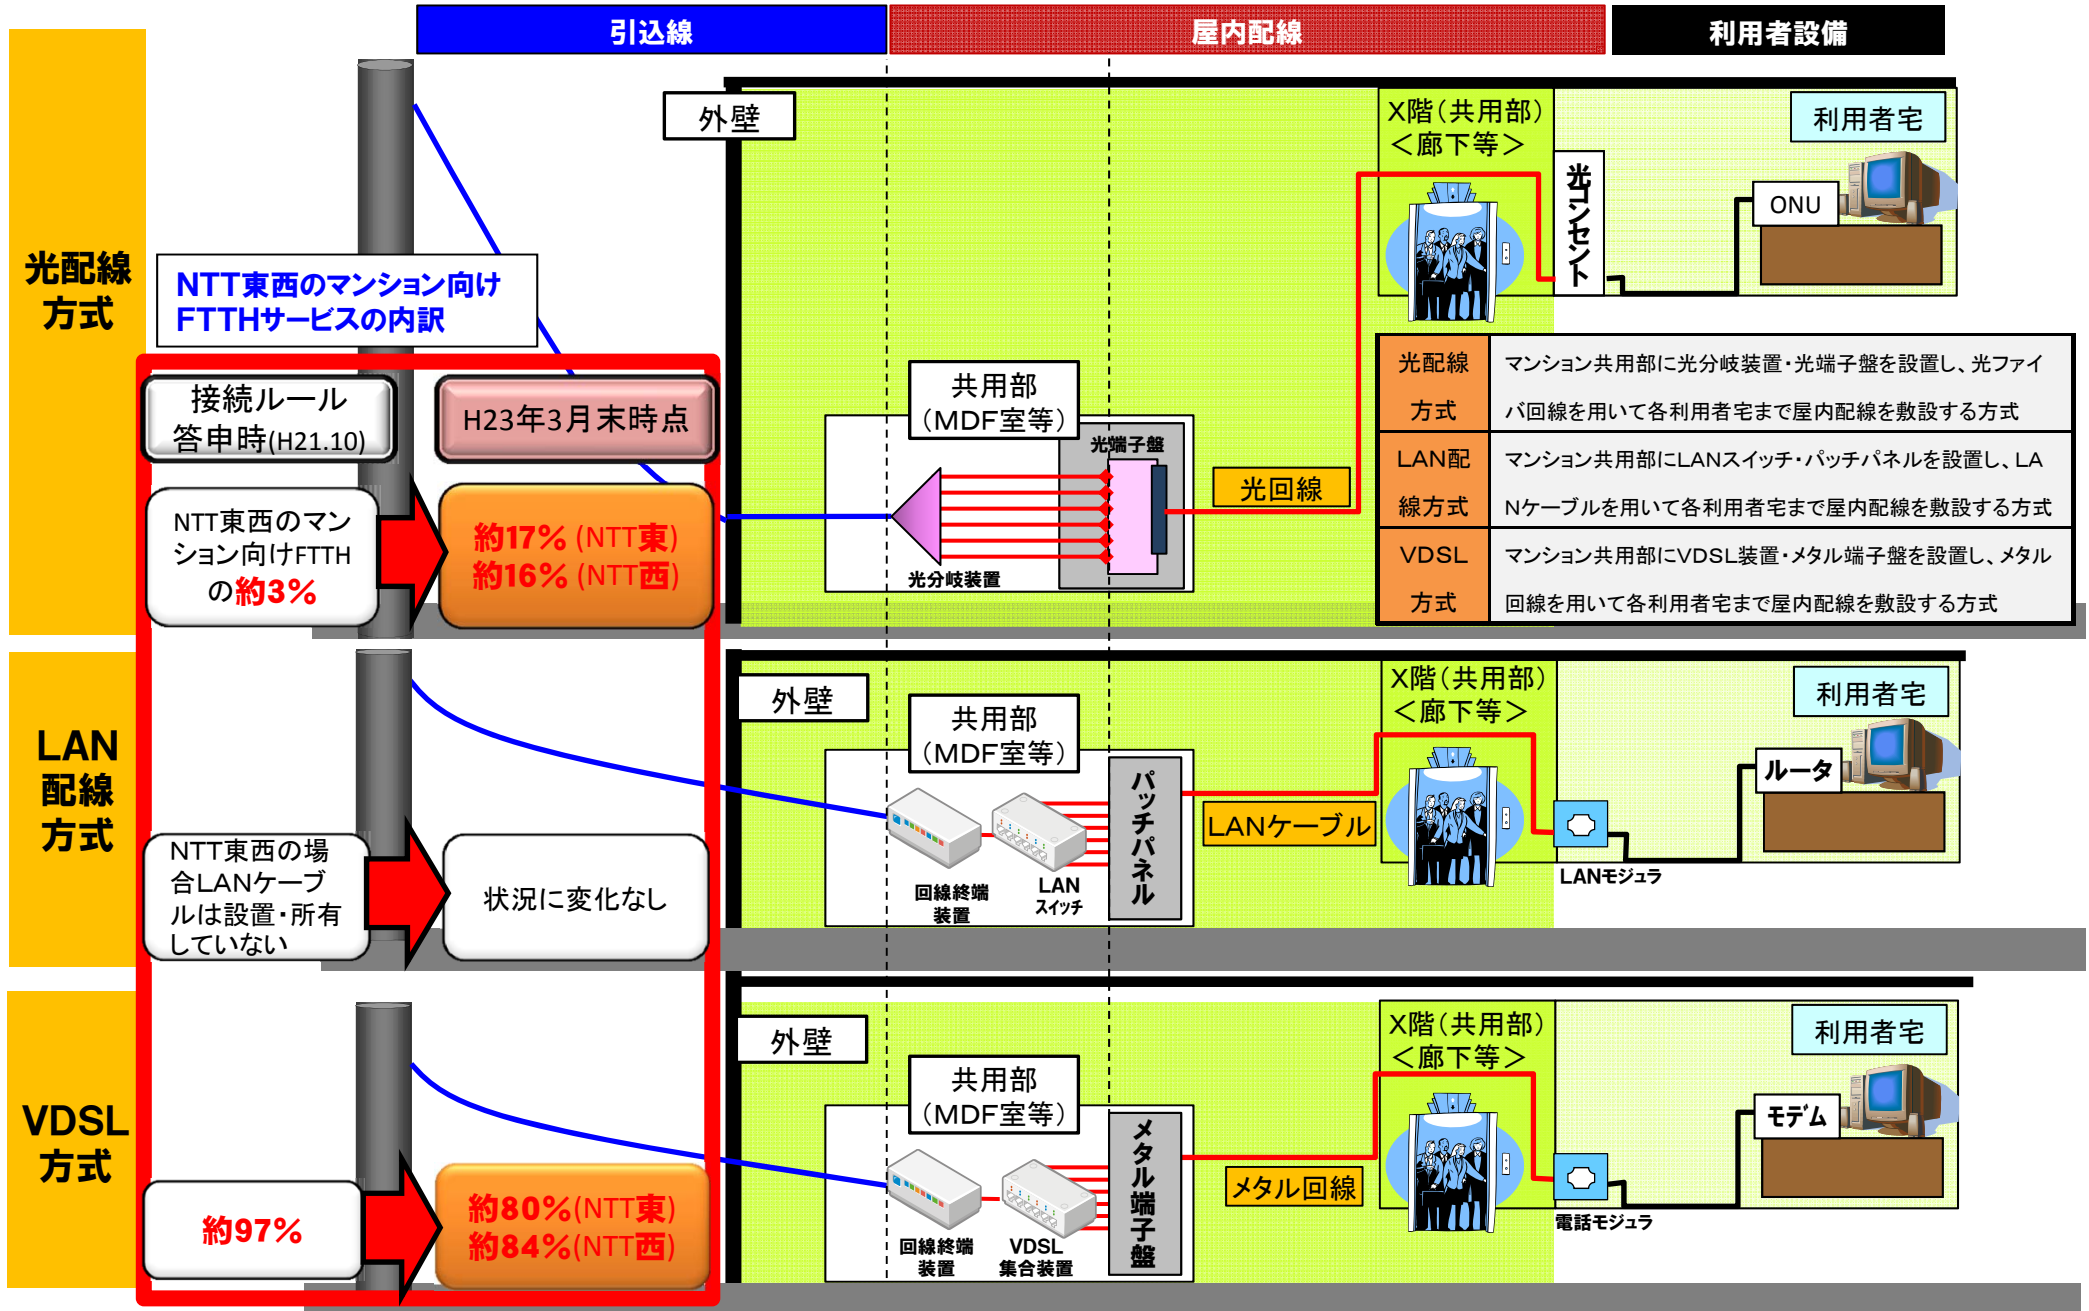 引込線
屋内配線
利用者設備
光配線
方式
外壁
X階(共用部)
<廊下等>
利用者宅
光コンセント
ONU
NTT東西のマンション向け
FTTHサービスの内訳
接続ルール
答申時(H21.10)
H23年3月末時点
NTT東西のマン
ション向けFTTH
の約3%
約17% (NTT東)
約16% (NTT西)
共用部
(MDF室等)
光端子盤
光分岐装置
光回線
光配線
方式
マンション共用部に光分岐装置・光端子盤を設置し、光ファイ
バ回線を用いて各利用者宅まで屋内配線を敷設する方式
LAN配
線方式
マンション共用部にLANスイッチ・パッチパネルを設置し、LA
Nケーブルを用いて各利用者宅まで屋内配線を敷設する方式
VDSL
方式
マンション共用部にVDSL装置・メタル端子盤を設置し、メタル
回線を用いて各利用者宅まで屋内配線を敷設する方式
LAN
配線
方式
外壁
共用部
(MDF室等)
X階(共用部)
<廊下等>
利用者宅
ルータ
パッチパネル
LANケーブル
LANモジュラ
回線終端
装置
LAN
スイッチ
NTT東西の場
合LANケーブ
ルは設置・所有
していない
状況に変化なし
VDSL
方式
外壁
共用部
(MDF室等)
X階(共用部)
<廊下等>
利用者宅
モデム
メタル端子盤
メタル回線
電話モジュラ
回線終端
装置
VDSL
集合装置
約97%
約80%(NTT東)
約84%(NTT西)